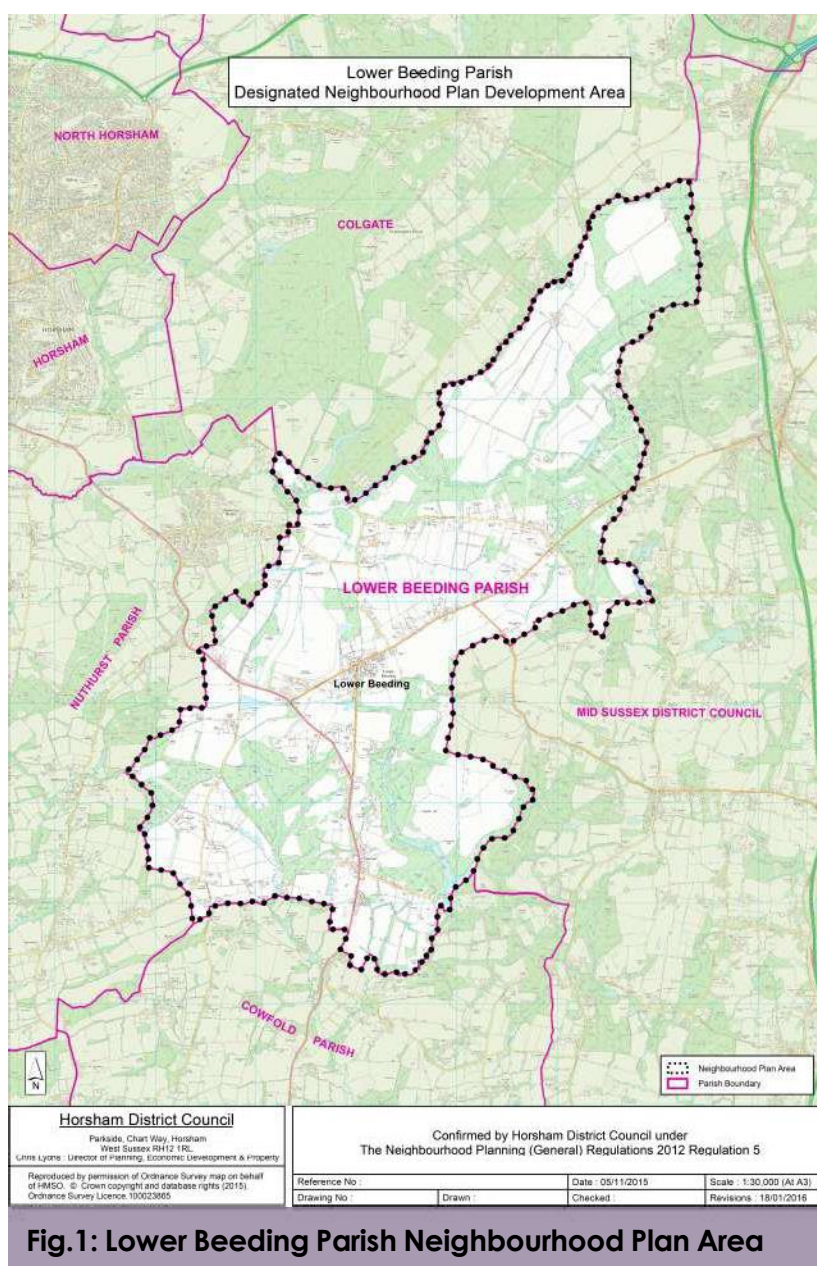 Lower Beeding Parish
Designated Neighbourhood Plan Development Area
NORTH HORSHAM
COLGATE
HORSHAM
LOWER BEEDING PARISH
Lower Beeding
NUTHURST PARISH
MID SUSSEX DISTRICT COUNCIL
COWFOLD PARISH
N
Neighbourhood Plan Area
Parish Boundary
Horsham District Council
Parkside, Chart Way, Horsham
West Sussex RH12 1RL
Chris Lyons : Director of Planning, Economic Development & Property
Reproduced by permission of Ordnance Survey map on behalf
of HMSO. © Crown copyright and database rights (2015).
Ordnance Survey Licence.100023865
Confirmed by Horsham District Council under
The Neighbourhood Planning (General) Regulations 2012 Regulation 5
Reference No :
Date : 05/11/2015
Scale : 1:30,000 (At A3)
Drawing No :
Drawn :
Checked :
Revisions : 18/01/2016
Fig.1: Lower Beeding Parish Neighbourhood Plan Area